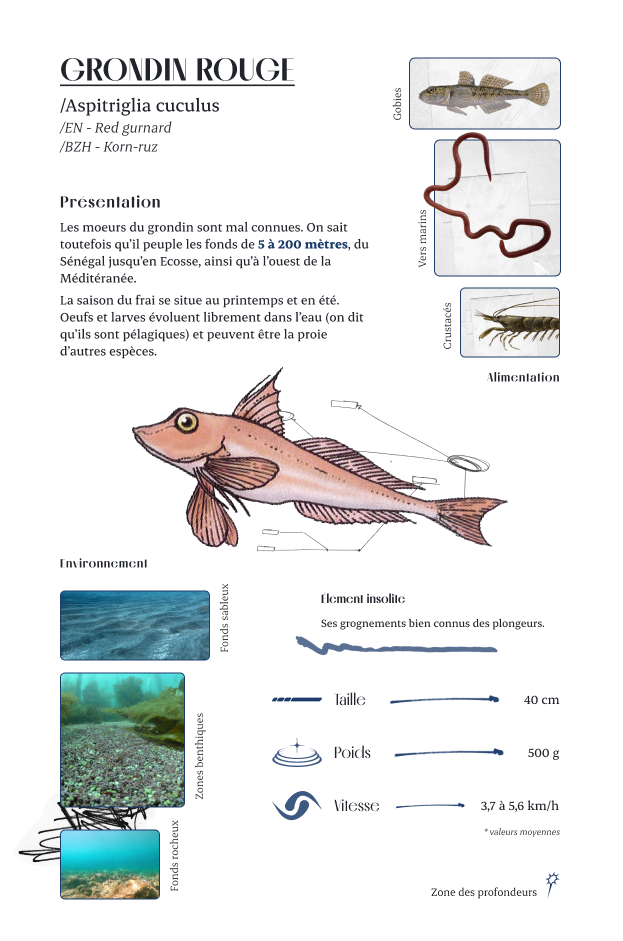 GRONDIN ROUGE
/Aspitriglia cuculus
/EN - Red gurnard
/BZH - Korn-ruz
Présentation
Les moeurs du grondin sont mal connues. On sait
toutefois qu'il peuple les fonds de 5 à 200 mètres, du
Sénégal jusqu'en Ecosse, ainsi qu'à l'ouest de la
Méditéranée.
La saison du frai se situe au printemps et en été.
Oeufs et larves évoluent librement dans l'eau (on dit
qu'ils sont pélagiques) et peuvent être la proie
d'autres espèces.
Gobies
Vers marins
Crustacés
Alimentation
Environnement
Fonds sableux
Zones benthiques
Fonds rocheux
Element insolite
Ses grognements bien connus des plongeurs.
Taille 40 cm
Poids 500 g
Vitesse 3,7 à 5,6 km/h
* valeurs moyennes
Zone des profondeurs